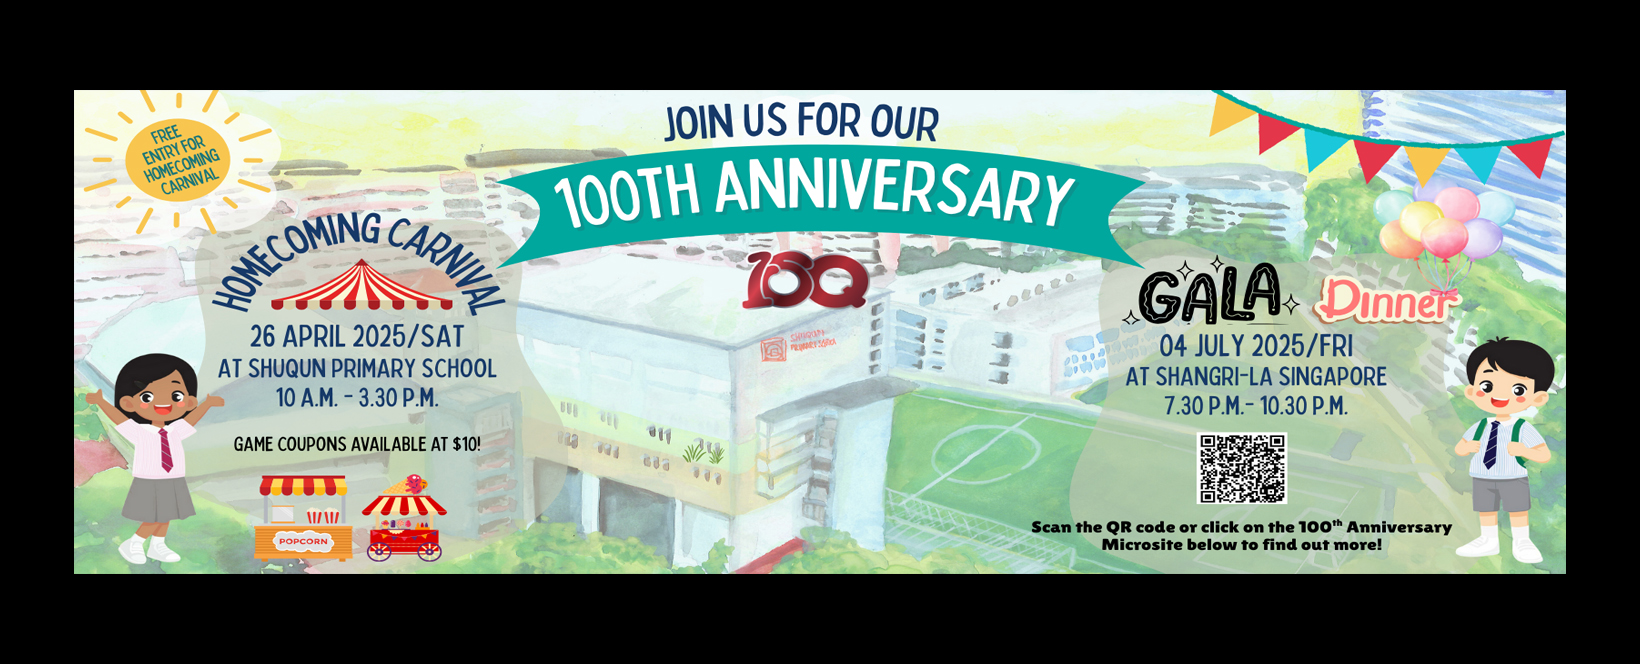 JOIN US FOR OUR
100TH ANNIVERSARY
FREE
ENTRY FOR
HOMECOMING
CARNIVAL
HOMECOMING CARNIVAL
26 APRIL 2025/SAT
AT SHUQUN PRIMARY SCHOOL
10 A.M. - 3.30 P.M.
GAME COUPONS AVAILABLE AT $10!
POPCORN
SHUQUN
PRIMARY SCHOOL
GALA Dinner
04 JULY 2025/FRI
AT SHANGRI-LA SINGAPORE
7.30 P.M.- 10.30 P.M.
Scan the QR code or click on the 100th Anniversary
Microsite below to find out more!